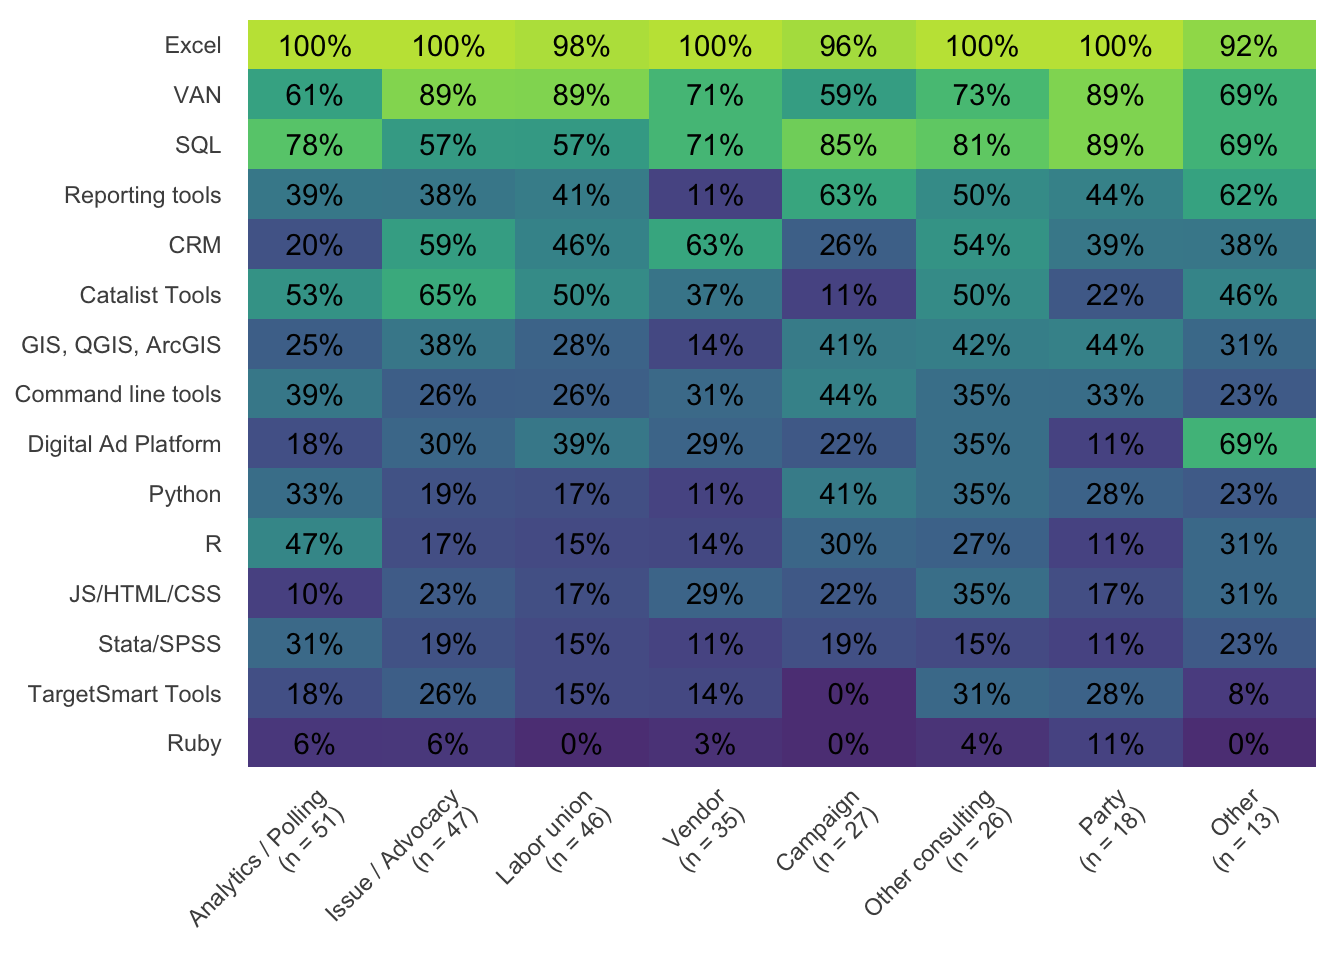 Excel 100% 100% 98% 100% 96% 100% 100% 92%
VAN 61% 89% 89% 71% 59% 73% 89% 69%
SQL 78% 57% 57% 71% 85% 81% 89% 69%
Reporting tools 39% 38% 41% 11% 63% 50% 44% 62%
CRM 20% 59% 46% 63% 26% 54% 39% 38%
Catalist Tools 53% 65% 50% 37% 11% 50% 22% 46%
GIS, QGIS, ArcGIS 25% 38% 28% 14% 41% 42% 44% 31%
Command line tools 39% 26% 26% 31% 44% 35% 33% 23%
Digital Ad Platform 18% 30% 39% 29% 22% 35% 11% 69%
Python 33% 19% 17% 11% 41% 35% 28% 23%
R 47% 17% 15% 14% 30% 27% 11% 31%
JS/HTML/CSS 10% 23% 17% 29% 22% 35% 17% 31%
Stata/SPSS 31% 19% 15% 11% 19% 15% 11% 23%
TargetSmart Tools 18% 26% 15% 14% 0% 31% 28% 8%
Ruby 6% 6% 0% 3% 0% 4% 11% 0%
Analytics / Polling
(n = 51)
Issue / Advocacy
(n = 47)
Labor union
(n = 46)
Vendor
(n = 35)
Campaign
(n = 27)
Other consulting
(n = 26)
Party
(n = 18)
Other
(n = 13)